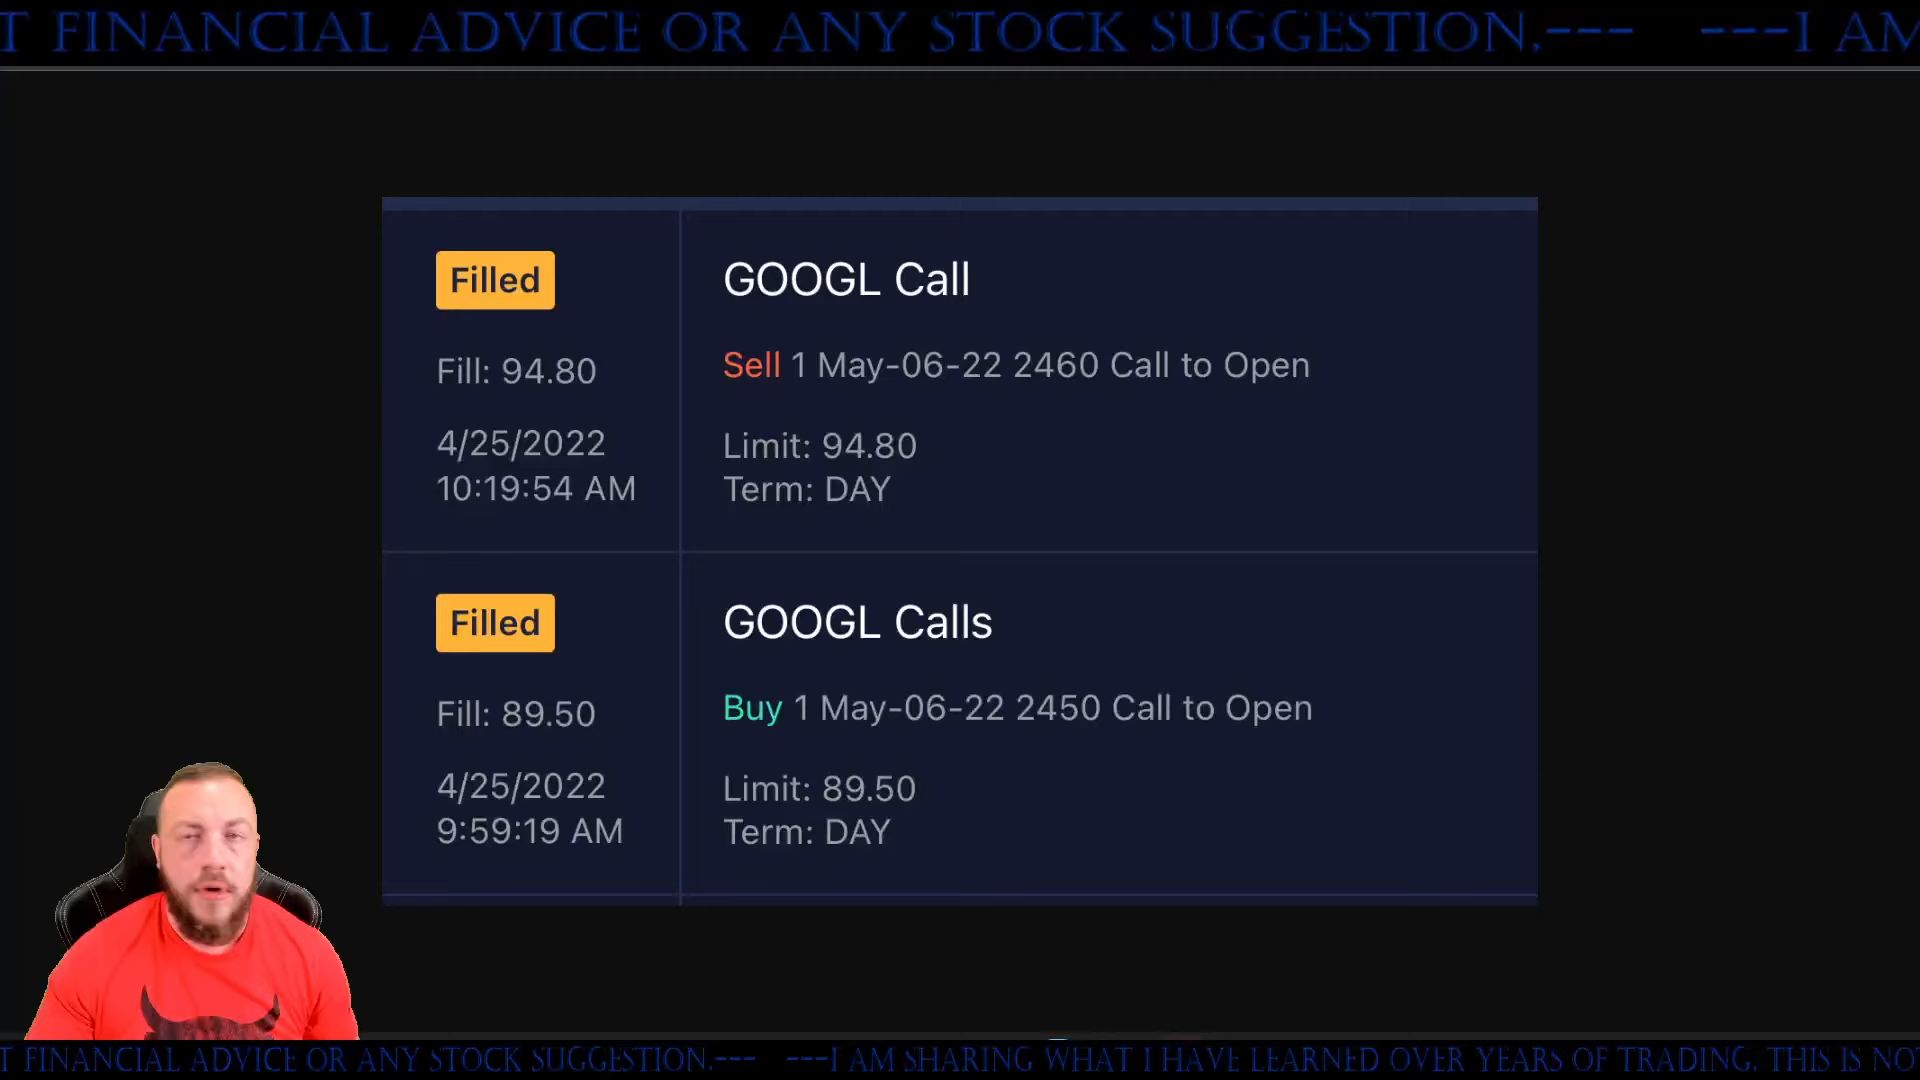 T FINANCIAL ADVICE OR ANY STOCK SUGGESTION.--- ---I AM
Filled
Fill: 94.80
4/25/2022
10:19:54 AM
GOOGL Call
Sell 1 May-06-22 2460 Call to Open
Limit: 94.80
Term: DAY
Filled
Fill: 89.50
4/25/2022
9:59:19 AM
GOOGL Calls
Buy 1 May-06-22 2450 Call to Open
Limit: 89.50
Term: DAY
T FINANCIAL ADVICE OR ANY STOCK SUGGESTION.--- ---I AM SHARING WHAT I HAVE LEARNED OVER YEARS OF TRADING. THIS IS NO